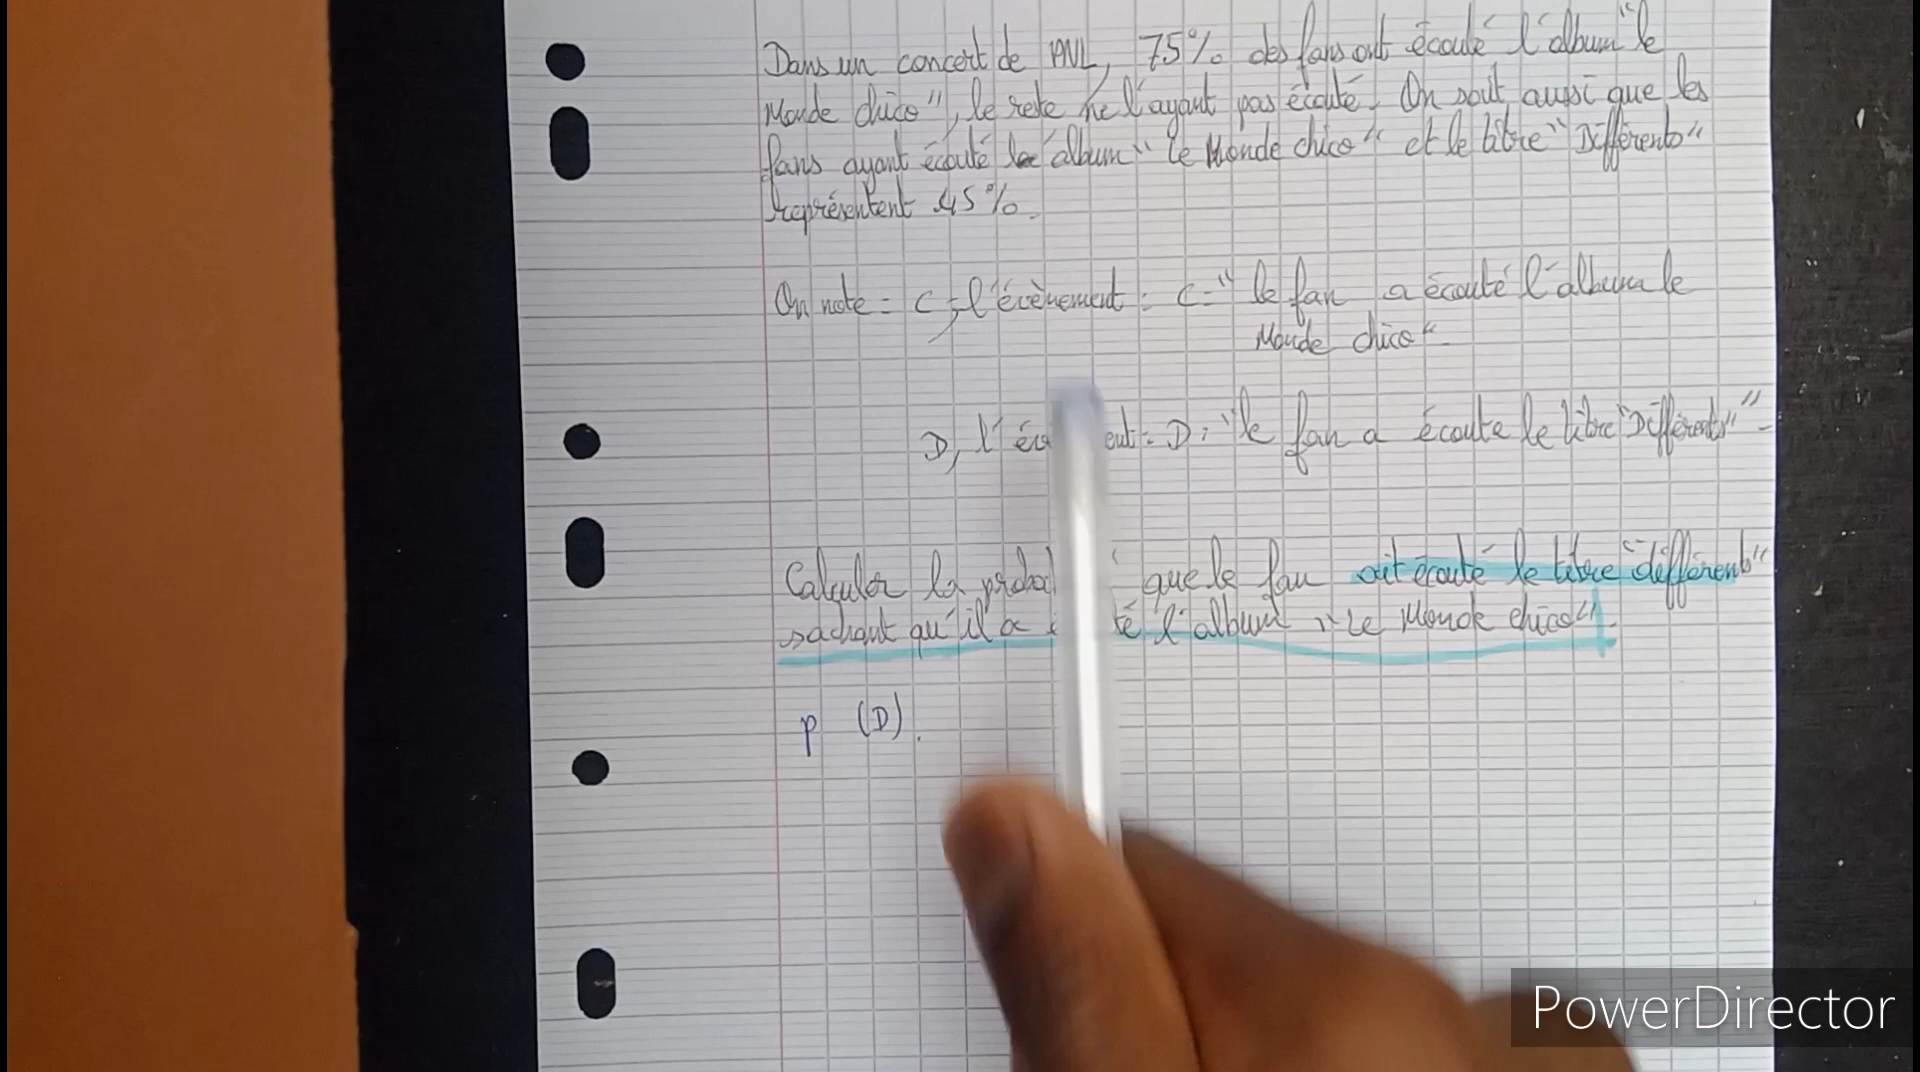 Dans un concert de PNL, 75% des fans ont écouté l'album "le
Monde chico", le reste ne l'ayant pas écouté. On sait aussi que les
fans ayant écouté l'album "le Monde chico" et le titre "Différents"
représentent 45%.
On note = C, l'évènement : C = "le fan a écouté l'album le
Monde chico".
D, l' : D : "le fan a écouté le titre "Différents"".
Calculer la que le fan ait écouté le titre "différents"
sachant qu'il a l'album "Le Monde chico".
P (D).
PowerDirector